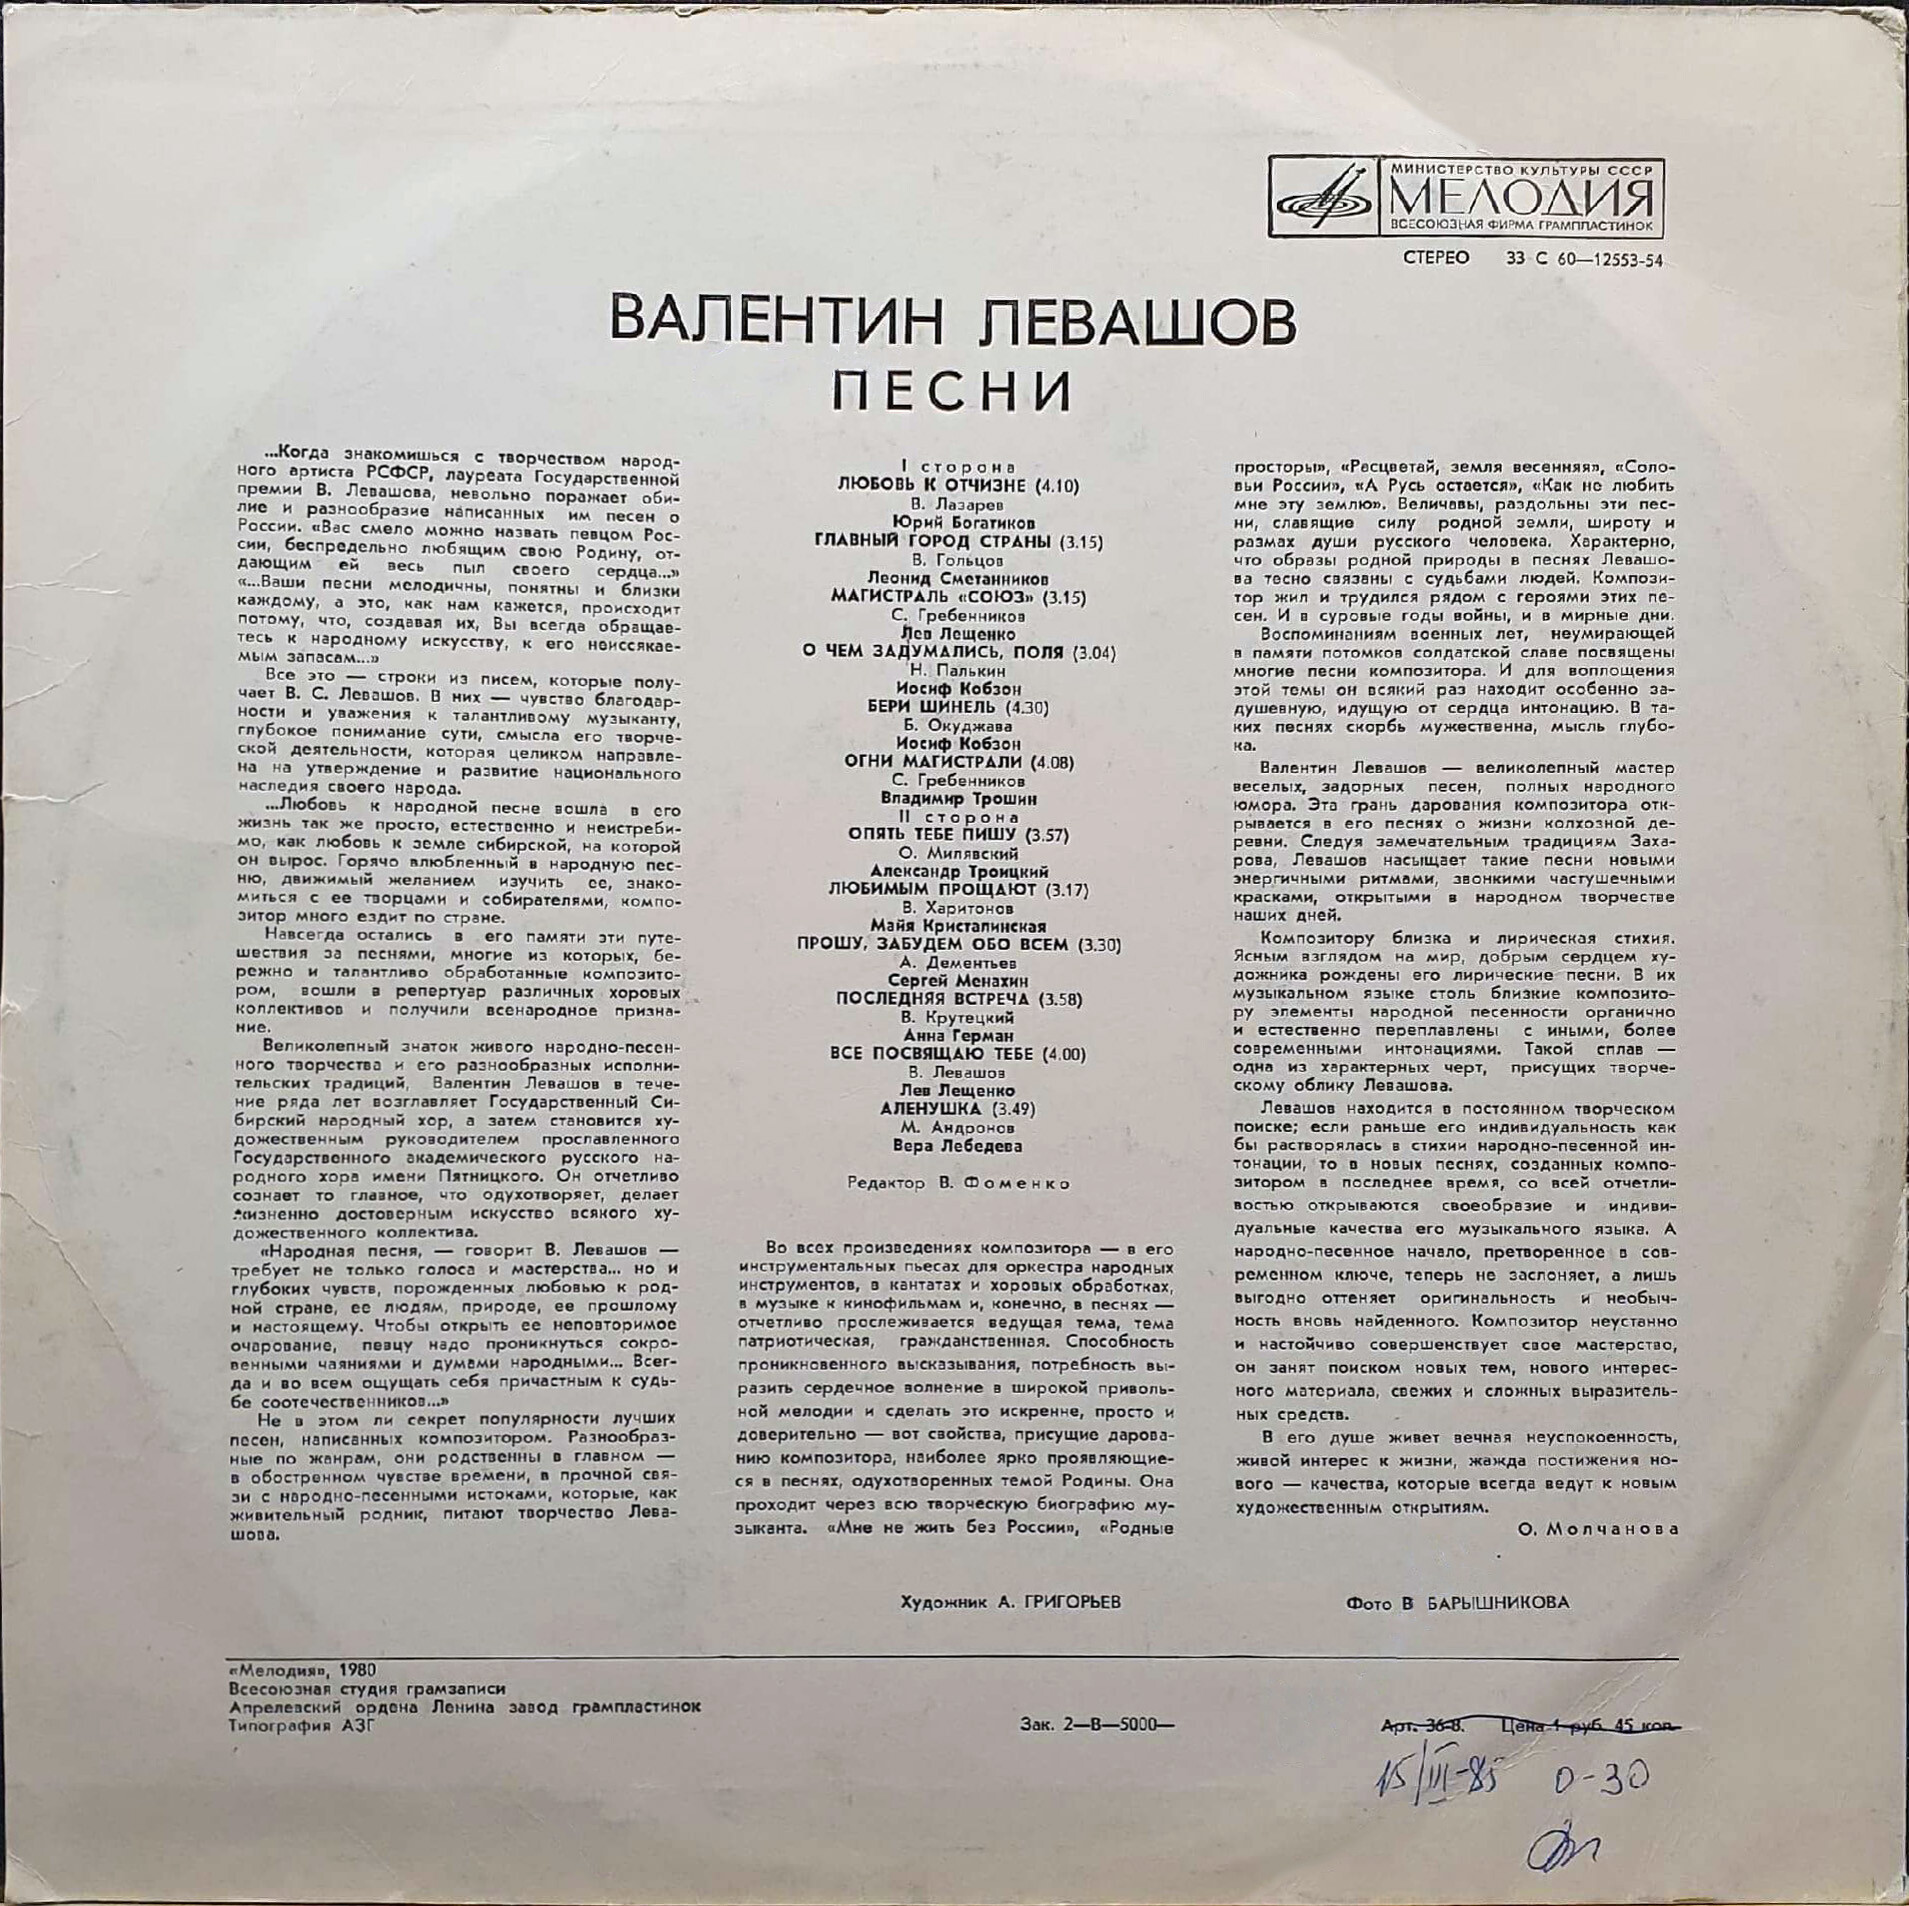 МИНИСТЕРСТВО КУЛЬТУРЫ СССР
МЕЛОДИЯ
ВСЕСОЮЗНАЯ ФИРМА ГРАМПЛАСТИНОК
СТЕРЕО 33 С 60—12553-54
ВАЛЕНТИН ЛЕВАШОВ
ПЕСНИ
...Когда знакомишься с творчеством народ-
ного артиста РСФСР, лауреата Государственной
премии В. Левашова, невольно поражает оби-
лие и разнообразие написанных им песен о
России. «Вас смело можно назвать певцом Рос-
сии, беспредельно любящим свою Родину, от-
дающим ей весь пыл своего сердца...»
«...Ваши песни мелодичны, понятны и близки
каждому, а это, как нам кажется, происходит
потому, что, создавая их, Вы всегда обращае-
тесь к народному искусству, к его неиссякае-
мым запасам...»
Все это — строки из писем, которые полу-
чает В. С. Левашов. В них — чувство благодар-
ности и уважения к талантливому музыканту,
глубокое понимание сути, смысла его творче-
ской деятельности, которая целиком направле-
на на утверждение и развитие национального
наследия своего народа.
...Любовь к народной песне вошла в его
жизнь так же просто, естественно и неистреби-
мо, как любовь к земле сибирской, на которой
он вырос. Горячо влюбленный в народную пес-
ню, движимый желанием изучить ее, знако-
миться с ее творцами и собирателями, компо-
зитор много ездит по стране.
Навсегда остались в его памяти эти путе-
шествия за песнями, многие из которых, бе-
режно и талантливо обработанные композито-
ром, вошли в репертуар различных хоровых
коллективов и получили всенародное призна-
ние.
Великолепный знаток живого народно-песен-
ного творчества и его разнообразных исполни-
тельских традиций, Валентин Левашов в тече-
ние ряда лет возглавляет Государственный Си-
бирский народный хор, а затем становится ху-
дожественным руководителем прославленного
Государственного академического русского на-
родного хора имени Пятницкого. Он отчетливо
сознает то главное, что одухотворяет, делает
жизненно достоверным искусство всякого ху-
дожественного коллектива.
«Народная песня, — говорит В. Левашов —
требует не только голоса и мастерства... но и
глубоких чувств, порожденных любовью к род-
ной стране, ее людям, природе, ее прошлому
и настоящему. Чтобы открыть ее неповторимое
очарование, певцу надо проникнуться сокро-
венными чаяниями и думами народными... Всег-
да и во всем ощущать себя причастным к судь-
бе соотечественников...»
Не в этом ли секрет популярности лучших
песен, написанных композитором. Разнообраз-
ные по жанрам, они родственны в главном —
в обостренном чувстве времени, в прочной свя-
зи с народно-песенными истоками, которые, как
живительный родник, питают творчество Лева-
шова.
I сторона
ЛЮБОВЬ К ОТЧИЗНЕ (4.10)
В. Лазарев
Юрий Богатиков
ГЛАВНЫЙ ГОРОД СТРАНЫ (3.15)
В. Гольцов
Леонид Сметанников
МАГИСТРАЛЬ «СОЮЗ» (3.15)
С. Гребенников
Лев Лещенко
О ЧЕМ ЗАДУМАЛИСЬ, ПОЛЯ (3.04)
Н. Палькин
Иосиф Кобзон
БЕРИ ШИНЕЛЬ (4.30)
Б. Окуджава
Иосиф Кобзон
ОГНИ МАГИСТРАЛИ (4.08)
С. Гребенников
Владимир Трошин
II сторона
ОПЯТЬ ТЕБЕ ПИШУ (3.57)
О. Милявский
Александр Троицкий
ЛЮБИМЫМ ПРОЩАЮТ (3.17)
В. Харитонов
Майя Кристалинская
ПРОШУ, ЗАБУДЕМ ОБО ВСЕМ (3.30)
А. Дементьев
Сергей Менахин
ПОСЛЕДНЯЯ ВСТРЕЧА (3.58)
В. Крутецкий
Анна Герман
ВСЕ ПОСВЯЩАЮ ТЕБЕ (4.00)
В. Левашов
Лев Лещенко
АЛЕНУШКА (3.49)
М. Андронов
Вера Лебедева
Редактор В. Фоменко
Во всех произведениях композитора — в его
инструментальных пьесах для оркестра народных
инструментов, в кантатах и хоровых обработках,
в музыке к кинофильмам и, конечно, в песнях —
отчетливо прослеживается ведущая тема, тема
патриотическая, гражданственная. Способность
проникновенного высказывания, потребность вы-
разить сердечное волнение в широкой приволь-
ной мелодии и сделать это искренне, просто и
доверительно — вот свойства, присущие дарова-
нию композитора, наиболее ярко проявляющие-
ся в песнях, одухотворенных темой Родины. Она
проходит через всю творческую биографию му-
зыканта. «Мне не жить без России», «Родные
просторы», «Расцветай, земля весенняя», «Соло-
вьи России», «А Русь остается», «Как не любить
мне эту землю». Величавы, раздольны эти пес-
ни, славящие силу родной земли, широту и
размах души русского человека. Характерно,
что образы родной природы в песнях Левашо-
ва тесно связаны с судьбами людей. Компози-
тор жил и трудился рядом с героями этих пе-
сен. И в суровые годы войны, и в мирные дни.
Воспоминаниям военных лет, неумирающей
в памяти потомков солдатской славе посвящены
многие песни композитора. И для воплощения
этой темы он всякий раз находит особенно за-
душевную, идущую от сердца интонацию. В та-
ких песнях скорбь мужественна, мысль глубо-
ка.
Валентин Левашов — великолепный мастер
веселых, задорных песен, полных народного
юмора. Эта грань дарования композитора отк-
рывается в его песнях о жизни колхозной де-
ревни. Следуя замечательным традициям Заха-
рова, Левашов насыщает такие песни новыми
энергичными ритмами, звонкими частушечными
красками, открытыми в народном творчестве
наших дней.
Композитору близка и лирическая стихия.
Ясным взглядом на мир, добрым сердцем ху-
дожника рождены его лирические песни. В их
музыкальном языке столь близкие композито-
ру элементы народной песенности органично
и естественно переплавлены с иными, более
современными интонациями. Такой сплав —
одна из характерных черт, присущих творче-
скому облику Левашова.
Левашов находится в постоянном творческом
поиске; если раньше его индивидуальность как
бы растворялась в стихии народно-песенной ин-
тонации, то в новых песнях, созданных компо-
зитором в последнее время, со всей отчетли-
востью открываются своеобразие и индиви-
дуальные качества его музыкального языка. А
народно-песенное начало, претворенное в сов-
ременном ключе, теперь не заслоняет, а лишь
выгодно оттеняет оригинальность и необыч-
ность вновь найденного. Композитор неустанно
и настойчиво совершенствует свое мастерство,
он занят поиском новых тем, нового интерес-
ного материала, свежих и сложных выразитель-
ных средств.
В его душе живет вечная неуспокоенность,
живой интерес к жизни, жажда постижения но-
вого — качества, которые всегда ведут к новым
художественным открытиям.
О. Молчанова
Художник А. ГРИГОРЬЕВ
Фото В БАРЫШНИКОВА
«Мелодия», 1980
Всесоюзная студия грамзаписи
Апрелевский ордена Ленина завод грампластинок
Типография АЗГ
Зак. 2—В—5000—
Арт. 36-8. Цена 1 руб. 45 коп.
15/III-85 0-30